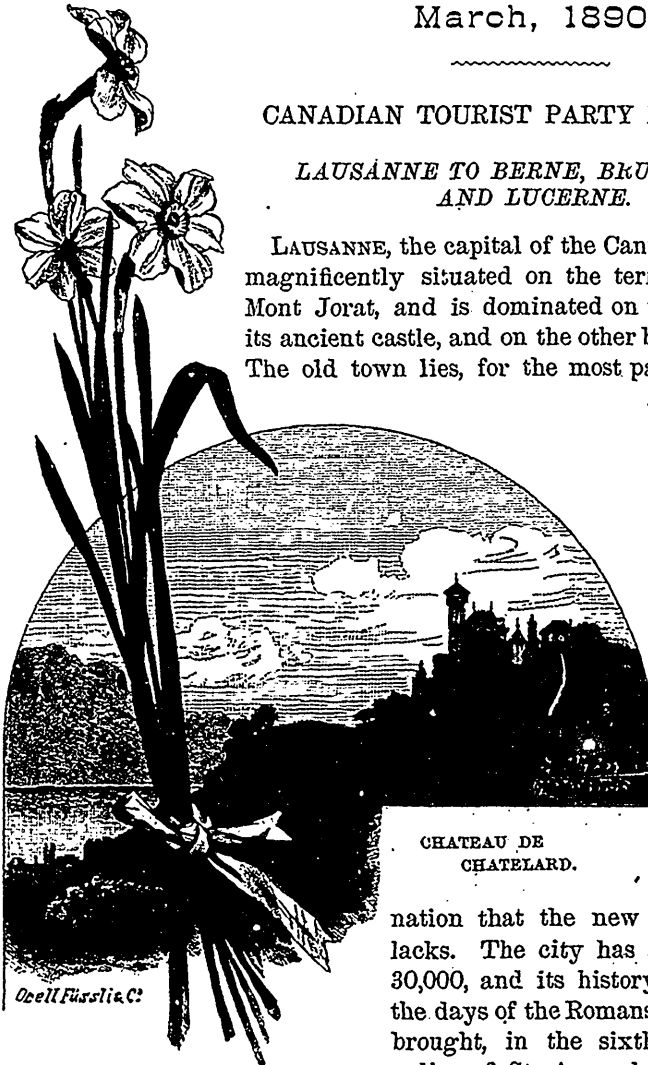 March, 1890
CANADIAN TOURIST PARTY
LAUSANNE TO BERNE,
AND LUCERNE.
LAUSANNE, the capital of the Can
magnificently situated on the ter
Mont Jorat, and is dominated on
its ancient castle, and on the other
The old town lies, for the most pa
CHATEAU DE
CHATELARD.
nation that the new
lacks. The city has
30,000, and its history
the days of the Romans
brought, in the sixt
Orell Füssli & Co